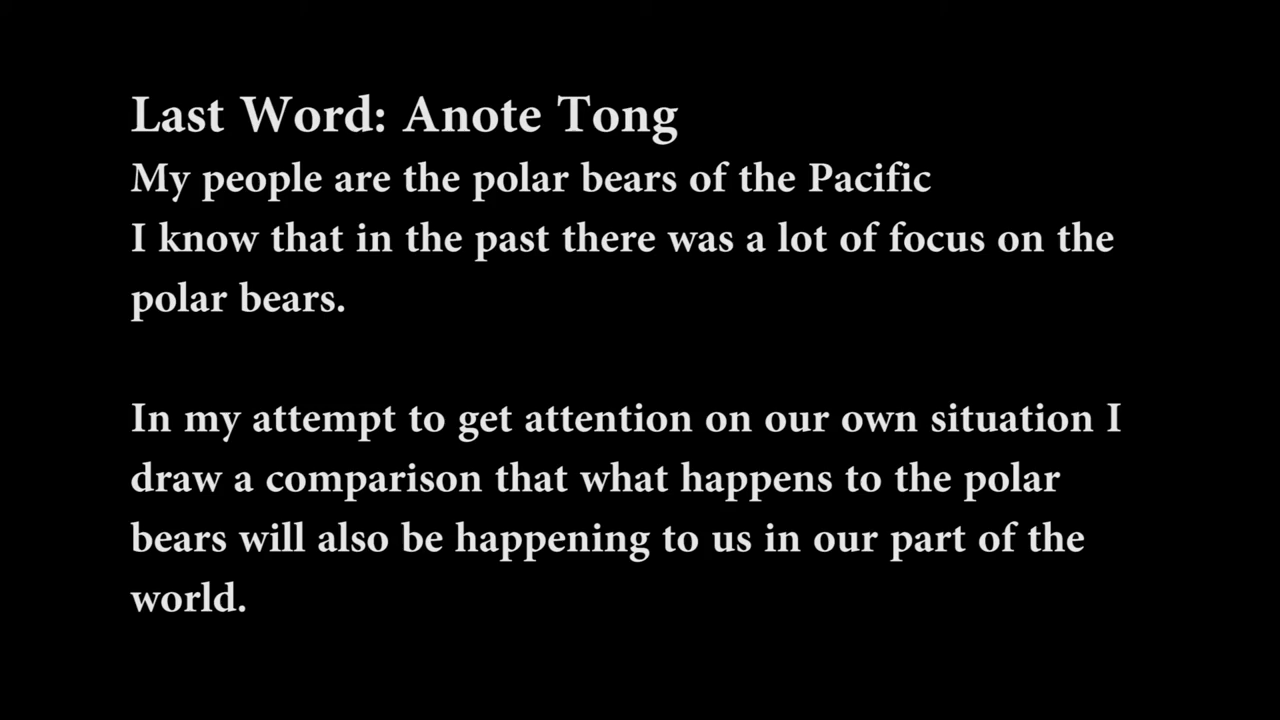 Last Word: Anote Tong
My people are the polar bears of the Pacific
I know that in the past there was a lot of focus on the
polar bears.
In my attempt to get attention on our own situation I
draw a comparison that what happens to the polar
bears will also be happening to us in our part of the
world.